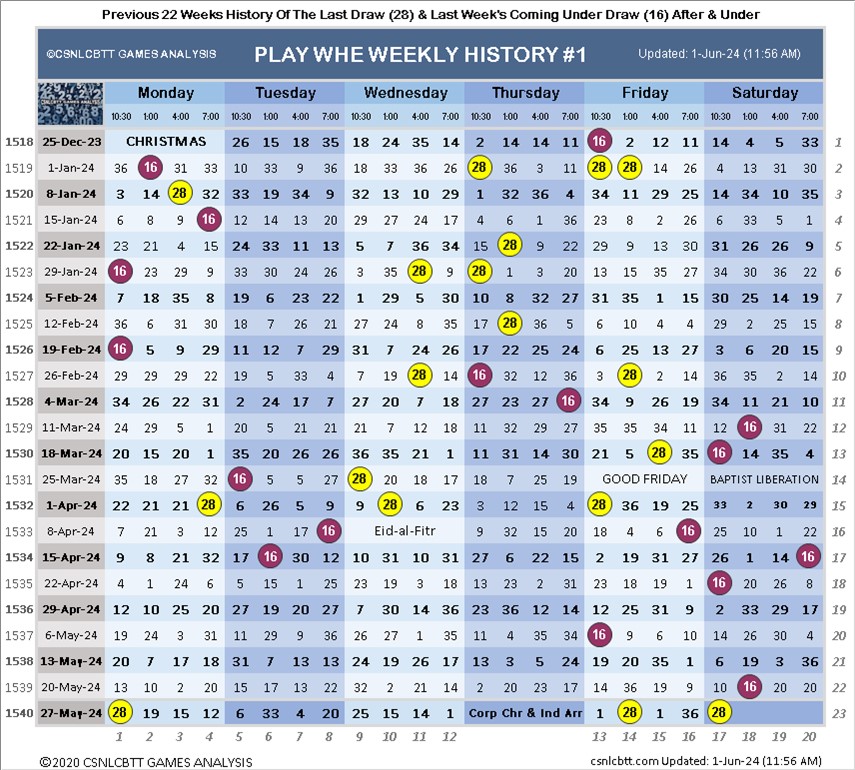 Previous 22 Weeks History Of The Last Draw (28) & Last Week's Coming Under Draw (16) After & Under
©CSNLCBTT GAMES ANALYSIS PLAY WHE WEEKLY HISTORY #1 Updated: 1-Jun-24 (11:56 AM)
CSNLCBTT GAMES ANALYSIS Monday Tuesday Wednesday Thursday Friday Saturday
10:30 1:00 4:00 7:00 10:30 1:00 4:00 7:00 10:30 1:00 4:00 7:00 10:30 1:00 4:00 7:00 10:30 1:00 4:00 7:00 10:30 1:00 4:00 7:00
1518 25-Dec-23 CHRISTMAS 26 15 18 35 18 24 35 14 2 14 14 11 16 2 12 11 14 4 5 33 1
1519 1-Jan-24 36 16 31 33 10 33 9 36 18 33 36 26 28 36 3 11 28 28 14 26 4 13 31 30 2
1520 8-Jan-24 3 14 28 32 33 19 34 9 32 13 10 29 1 32 36 4 34 11 29 25 14 34 10 35 3
1521 15-Jan-24 6 8 9 16 12 14 13 20 29 27 24 17 4 6 1 36 23 8 2 26 6 33 5 1 4
1522 22-Jan-24 23 21 4 15 24 33 11 13 5 7 36 34 15 28 9 22 29 9 13 30 31 26 26 9 5
1523 29-Jan-24 16 23 29 9 33 30 24 26 3 35 28 9 28 1 3 20 13 15 35 27 34 30 36 22 6
1524 5-Feb-24 7 18 35 8 19 6 23 22 1 29 5 30 10 8 32 27 31 35 1 15 30 25 14 19 7
1525 12-Feb-24 36 6 31 30 18 7 26 21 27 24 8 35 17 28 36 5 6 10 4 4 29 2 25 15 8
1526 19-Feb-24 16 5 9 29 11 12 7 29 31 7 24 26 17 22 25 24 6 25 13 27 3 6 20 15 9
1527 26-Feb-24 29 29 29 22 19 5 33 4 7 19 28 14 16 32 12 36 3 28 2 14 36 35 2 14 10
1528 4-Mar-24 34 26 22 31 2 24 17 7 27 20 7 18 27 23 27 16 34 9 26 19 34 11 21 10 11
1529 11-Mar-24 24 29 5 1 20 5 21 21 21 7 12 18 11 32 29 27 35 35 34 11 12 16 31 22 12
1530 18-Mar-24 20 15 20 1 35 20 26 26 36 35 21 1 11 31 14 30 21 5 28 35 16 14 35 4 13
1531 25-Mar-24 35 18 27 32 16 5 5 27 28 20 18 17 18 7 25 19 GOOD FRIDAY BAPTIST LIBERATION 14
1532 1-Apr-24 22 21 21 28 6 26 5 9 9 10 6 23 3 12 15 4 28 36 19 25 33 2 30 29 15
1533 8-Apr-24 7 21 3 12 25 1 17 16 Eid-al-Fitr 9 32 15 20 18 4 6 16 25 10 1 22 16
1534 15-Apr-24 9 8 21 32 17 16 30 12 10 31 10 31 27 6 22 15 2 19 31 27 26 1 14 16 17
1535 22-Apr-24 4 1 24 6 5 15 1 25 23 19 3 18 13 2 2 31 23 18 19 1 16 20 26 8 18
1536 29-Apr-24 12 10 25 20 27 19 20 27 7 30 14 36 23 36 12 14 12 25 31 9 2 33 29 17 19
1537 6-May-24 19 24 3 31 11 29 9 36 26 27 1 35 11 4 35 34 16 9 6 10 14 26 30 4 20
1538 13-May-24 20 7 17 18 31 7 13 13 24 19 26 17 13 3 5 24 19 20 35 1 6 19 3 36 21
1539 20-May-24 13 10 2 20 15 17 13 22 32 2 21 14 2 20 23 17 14 36 19 9 10 16 20 20 22
1540 27-May-24 28 19 15 12 6 33 4 20 25 15 14 1 Corp Chr & Ind Arr 1 14 1 36 28 23
1 2 3 4 5 6 7 8 9 10 11 12 13 14 15 16 17 18 19 20
©2020 CSNLCBTT GAMES ANALYSIS csnlcbtt.com Updated: 1-Jun-24 (11:56 AM)